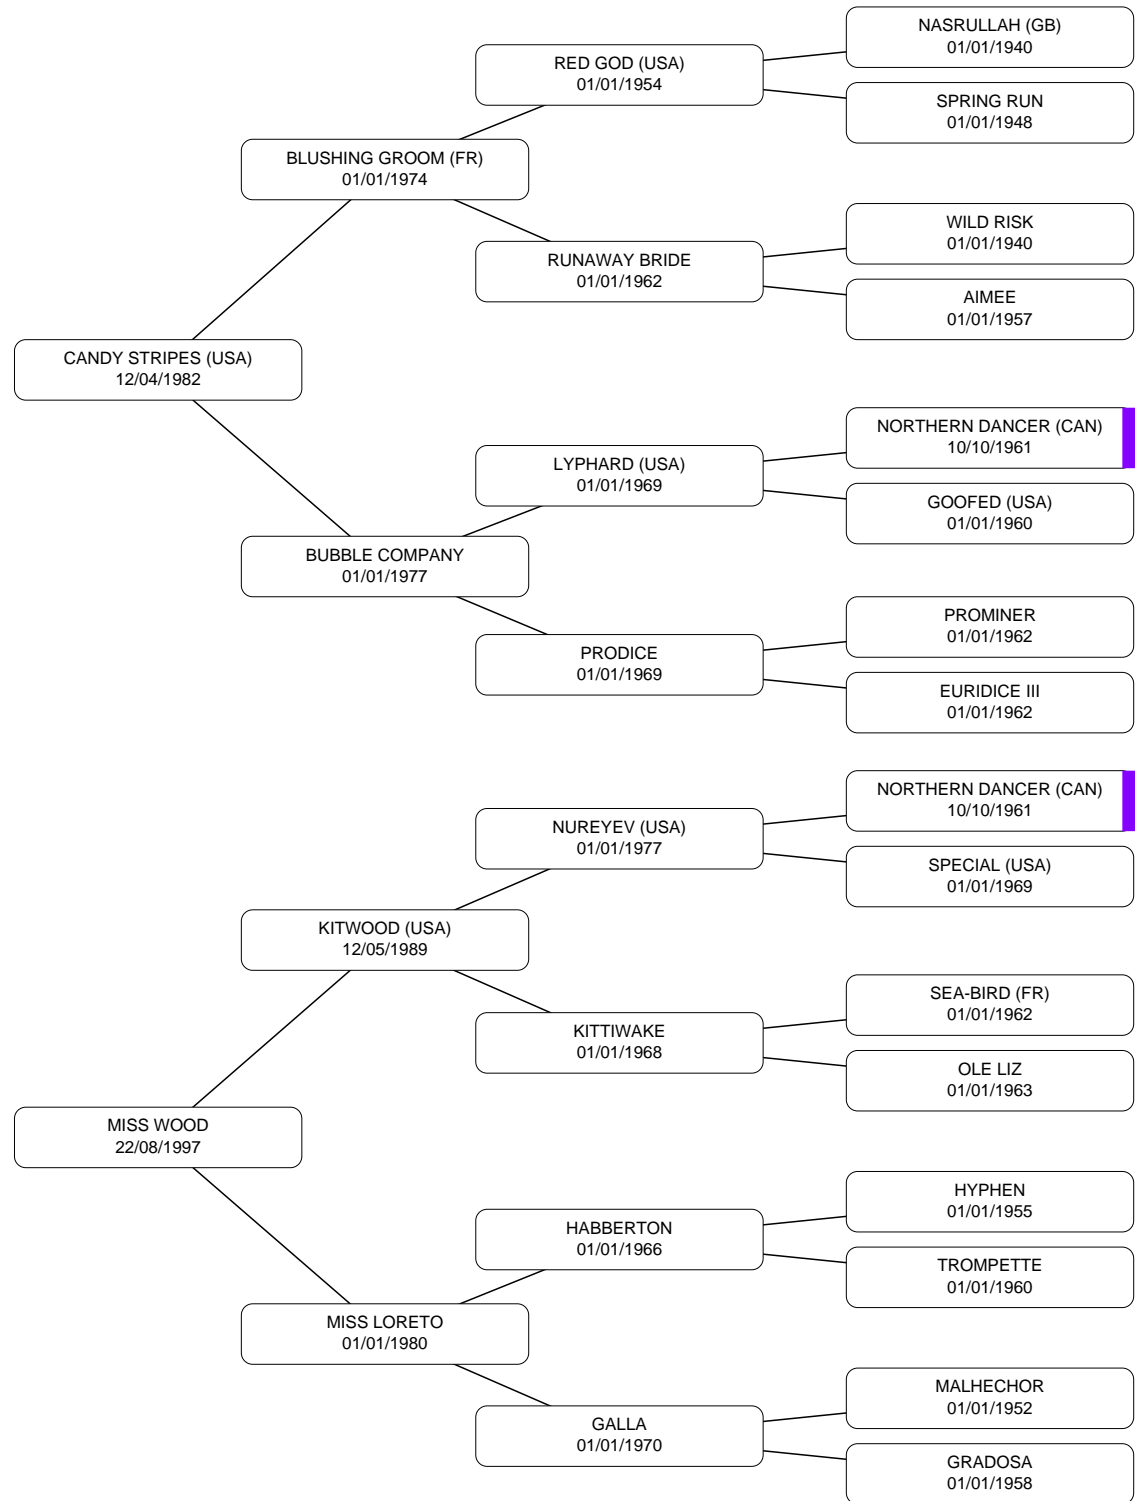 NASRULLAH (GB)
01/01/1940
RED GOD (USA)
01/01/1954
SPRING RUN
01/01/1948
BLUSHING GROOM (FR)
01/01/1974
WILD RISK
01/01/1940
RUNAWAY BRIDE
01/01/1962
AIMEE
01/01/1957
CANDY STRIPES (USA)
12/04/1982
NORTHERN DANCER (CAN)
10/10/1961
LYPHARD (USA)
01/01/1969
GOOFED (USA)
01/01/1960
BUBBLE COMPANY
01/01/1977
PROMINER
01/01/1962
PRODICE
01/01/1969
EURIDICE III
01/01/1962
NORTHERN DANCER (CAN)
10/10/1961
NUREYEV (USA)
01/01/1977
SPECIAL (USA)
01/01/1969
KITWOOD (USA)
12/05/1989
SEA-BIRD (FR)
01/01/1962
KITTIWAKE
01/01/1968
OLE LIZ
01/01/1963
MISS WOOD
22/08/1997
HYPHEN
01/01/1955
HABBERTON
01/01/1966
TROMPETTE
01/01/1960
MISS LORETO
01/01/1980
MALHECHOR
01/01/1952
GALLA
01/01/1970
GRADOSA
01/01/1958